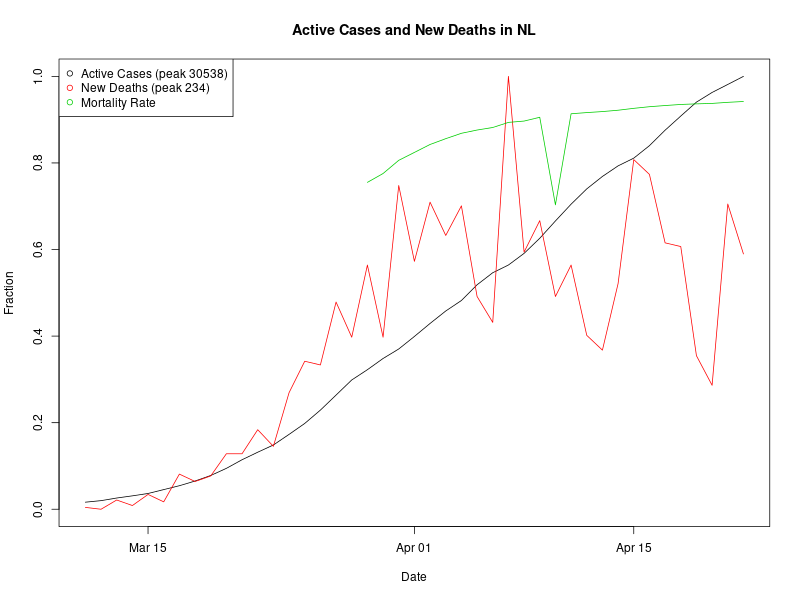 Active Cases and New Deaths in NL
Active Cases (peak 30538)
New Deaths (peak 234)
Mortality Rate
Fraction
1.0
0.8
0.6
0.4
0.2
0.0
Mar 15
Apr 01
Apr 15
Date